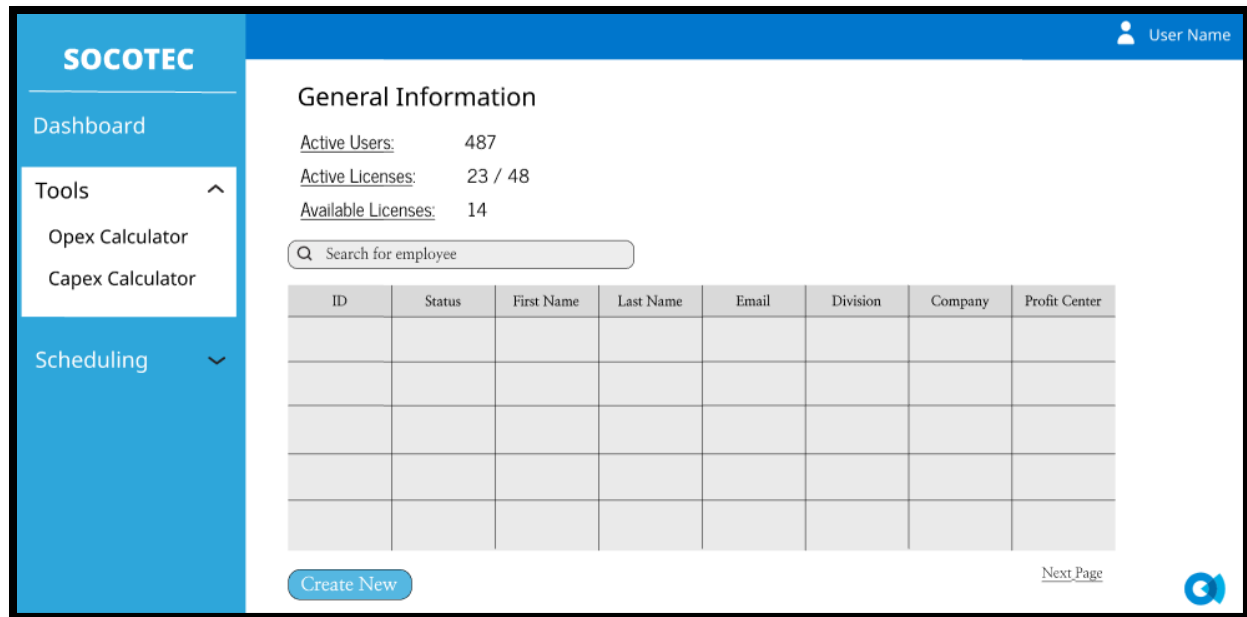 SOCOTEC
User Name
Dashboard
Tools
Opex Calculator
Capex Calculator
Scheduling
General Information
Active Users: 487
Active Licenses: 23 / 48
Available Licenses: 14
Search for employee
ID Status First Name Last Name Email Division Company Profit Center
Create New
Next Page